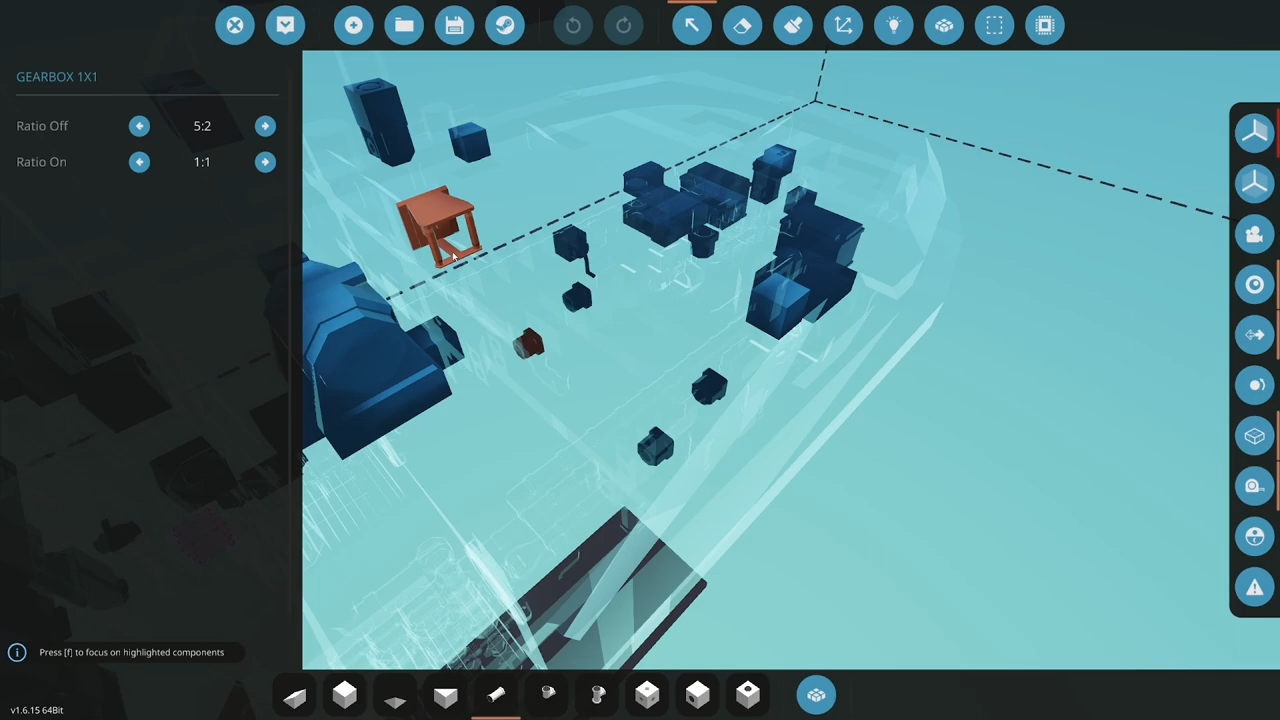 GEARBOX 1X1
Ratio Off 5:2
Ratio On 1:1
Press [f] to focus on highlighted components
v1.6.15 64Bit